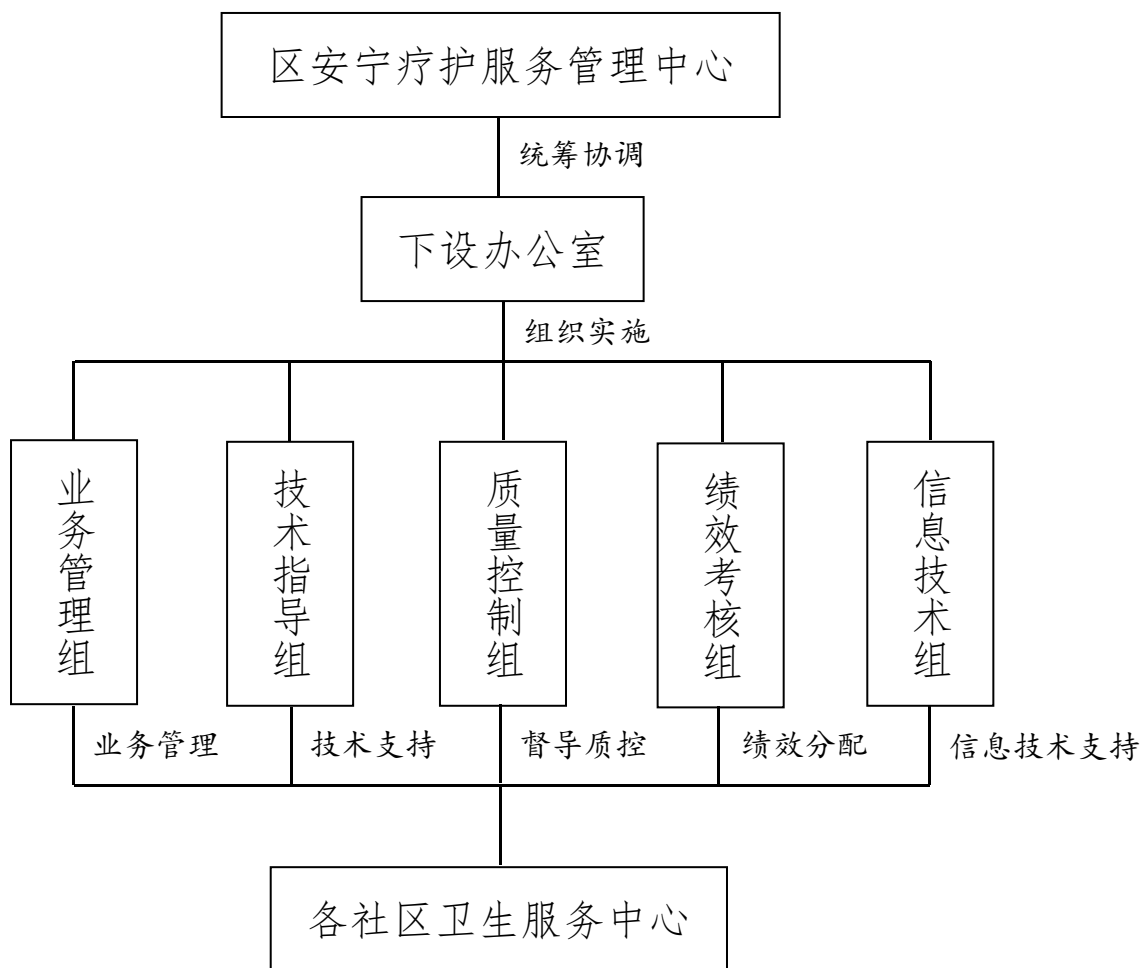 区安宁疗护服务管理中心
统筹协调
下设办公室
组织实施
业务管理组
技术指导组
质量控制组
绩效考核组
信息技术组
业务管理
技术支持
督导质控
绩效分配
信息技术支持
各社区卫生服务中心